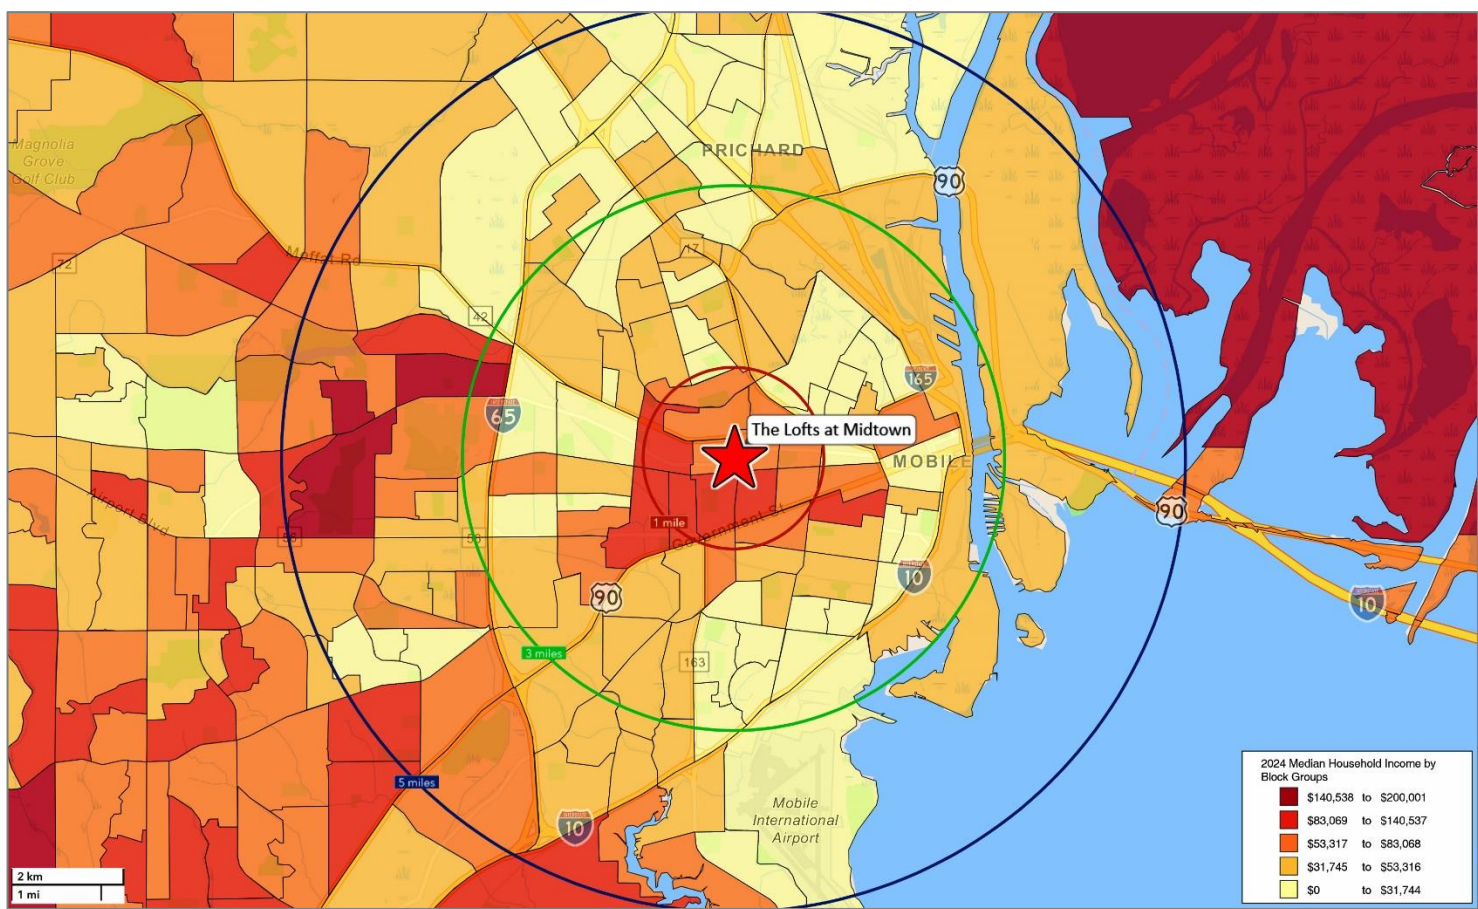 Magnolia
Grove
Golf Club
PRICHARD
90
17
72
Moffat Rd
42
165
65
The Lofts at Midtown
MOBILE
Airport Blvd
1 mile
Government St
90
56
56
10
90
10
3 miles
163
5 miles
10
Mobile
International
Airport
2 km
1 mi
2024 Median Household Income by
Block Groups
$140,538 to $200,001
$83,069 to $140,537
$53,317 to $83,068
$31,745 to $53,316
$0 to $31,744